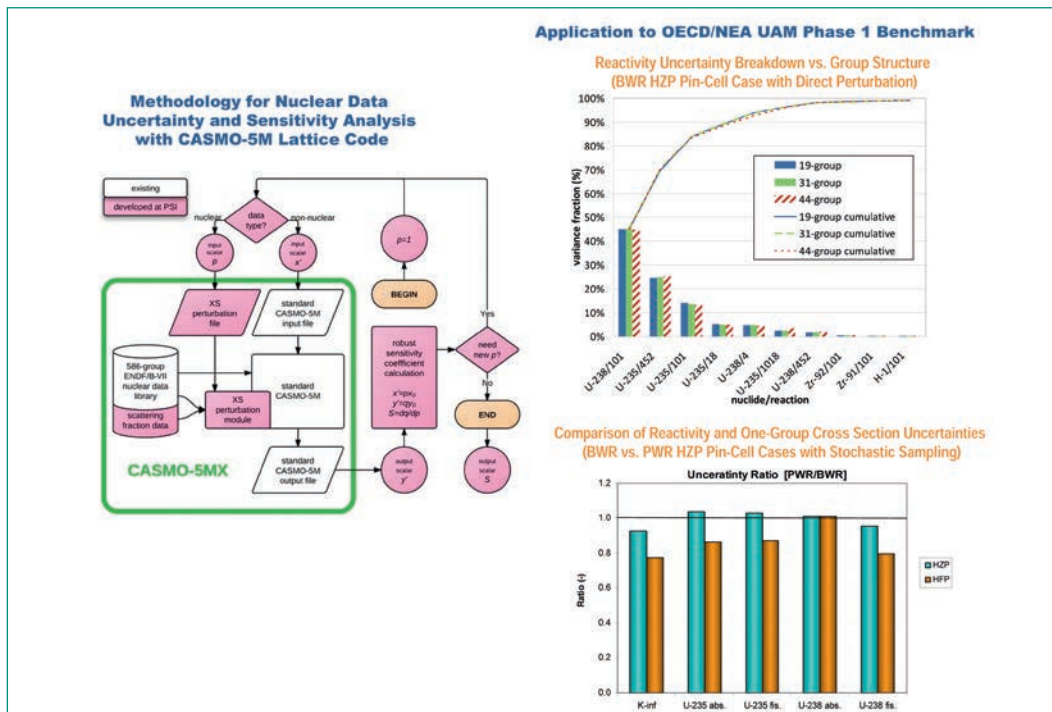 Methodology for Nuclear Data
Uncertainty and Sensitivity Analysis
with CASMO-5M Lattice Code
existing
developed at PSI
nuclear
data
type?
non-nuclear
input
scalar
p
input
scalar
x'
p=1
BEGIN
XS
perturbation
file
standard
CASMO-5M
input file
586-group
ENDF/B-VII
nuclear data
library
scattering
fraction data
XS
perturbation
module
standard
CASMO-5M
standard
CASMO-5M
output file
CASMO-5MX
robust
sensitivity
coefficient
calculation
x'=px₀
y'=qy₀
S=dq/dp
output
scalar
y'
Yes
need
new p?
No
END
output
scalar
S
Application to OECD/NEA UAM Phase 1 Benchmark
Reactivity Uncertainty Breakdown vs. Group Structure
(BWR HZP Pin-Cell Case with Direct Perturbation)
variance fraction (%)
100%
90%
80%
70%
60%
50%
40%
30%
20%
10%
0%
19-group
31-group
44-group
19-group cumulative
31-group cumulative
44-group cumulative
U-238/101
U-235/452
U-235/101
U-235/18
U-238/4
U-235/1018
U-238/452
Zr-92/101
Zr-91/101
H-1/101
nuclide/reaction
Comparison of Reactivity and One-Group Cross Section Uncertainties
(BWR vs. PWR HZP Pin-Cell Cases with Stochastic Sampling)
Unceratinty Ratio [PWR/BWR]
Ratio (-)
1.2
1.0
0.8
0.6
0.4
0.2
0.0
HZP
HFP
K-inf
U-235 abs.
U-235 fis.
U-238 abs.
U-238 fis.